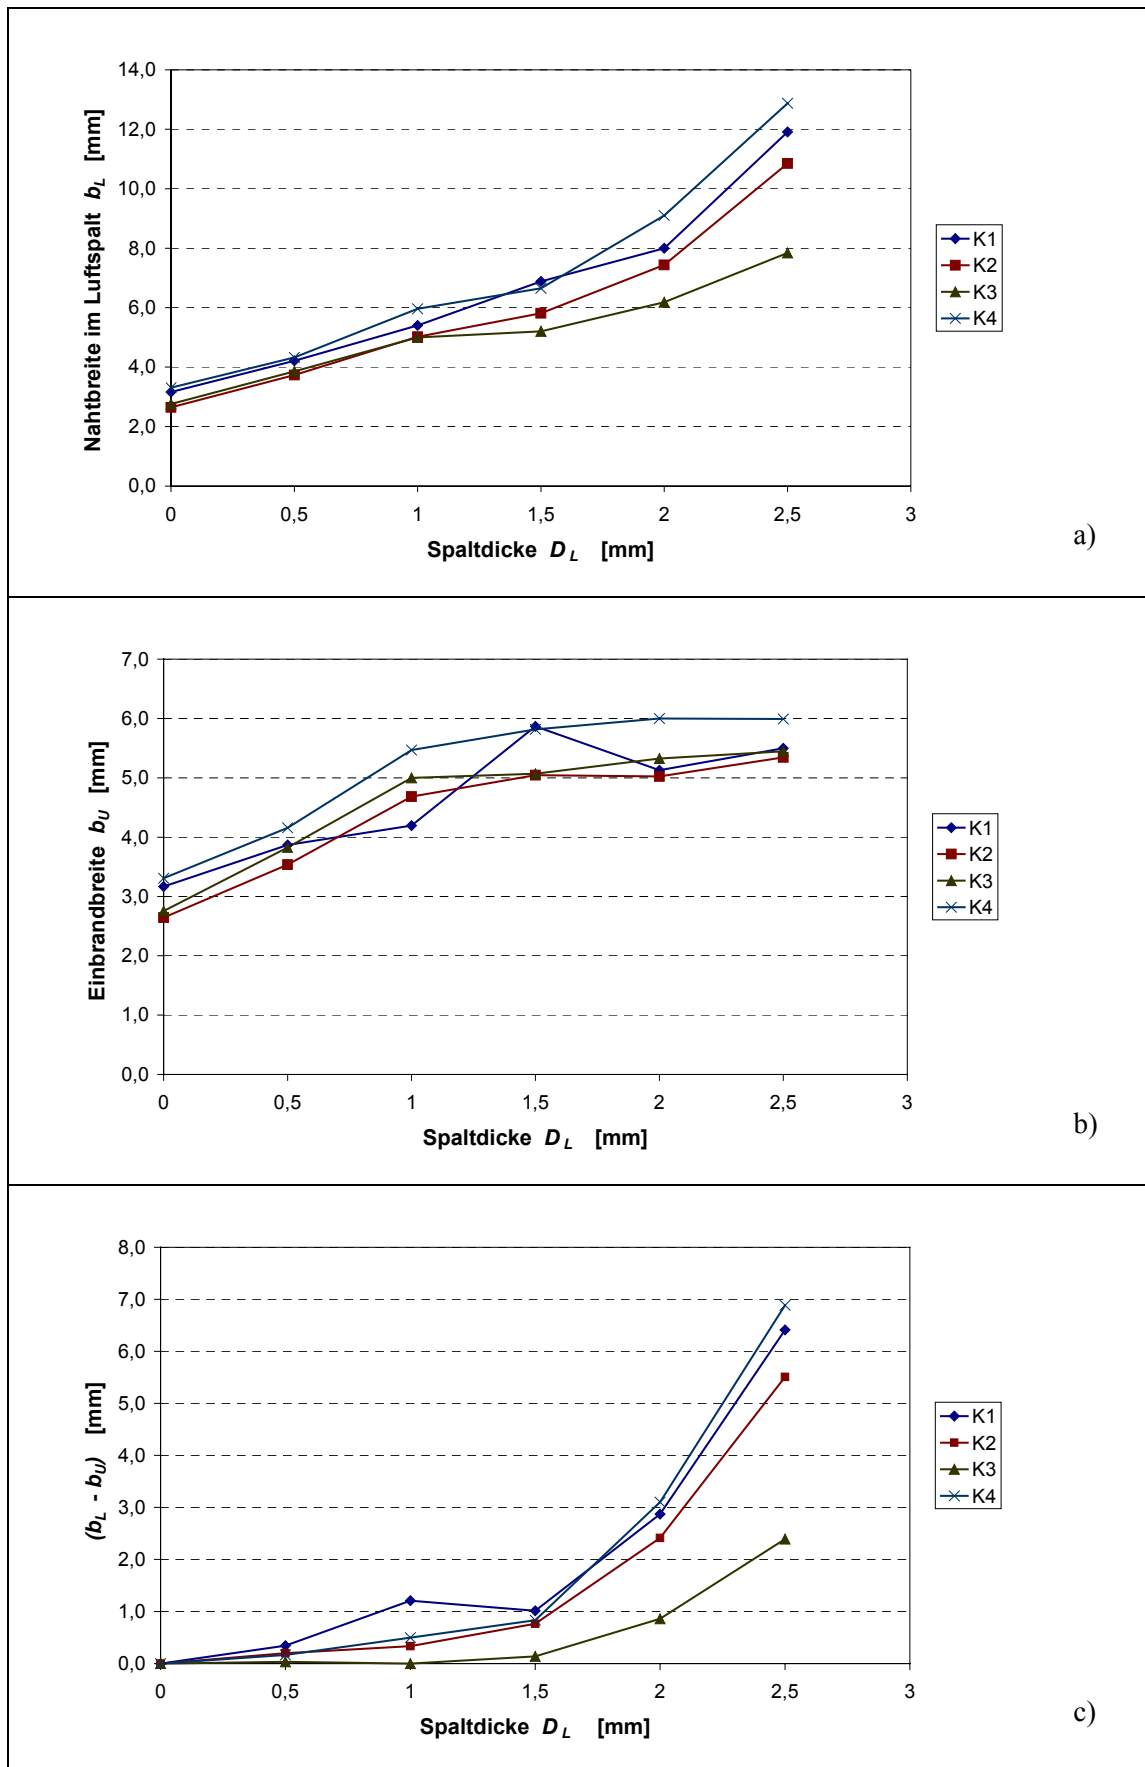 14,0
12,0
10,0
8,0
6,0
4,0
2,0
0,0
Nahtbreite im Luftspalt b_L [mm]
0 0,5 1 1,5 2 2,5 3
Spaltdicke D_L [mm]
K1
K2
K3
K4
a)
7,0
6,0
5,0
4,0
3,0
2,0
1,0
0,0
Einbrandbreite b_U [mm]
0 0,5 1 1,5 2 2,5 3
Spaltdicke D_L [mm]
K1
K2
K3
K4
b)
8,0
7,0
6,0
5,0
4,0
3,0
2,0
1,0
0,0
(b_L - b_U) [mm]
0 0,5 1 1,5 2 2,5 3
Spaltdicke D_L [mm]
K1
K2
K3
K4
c)